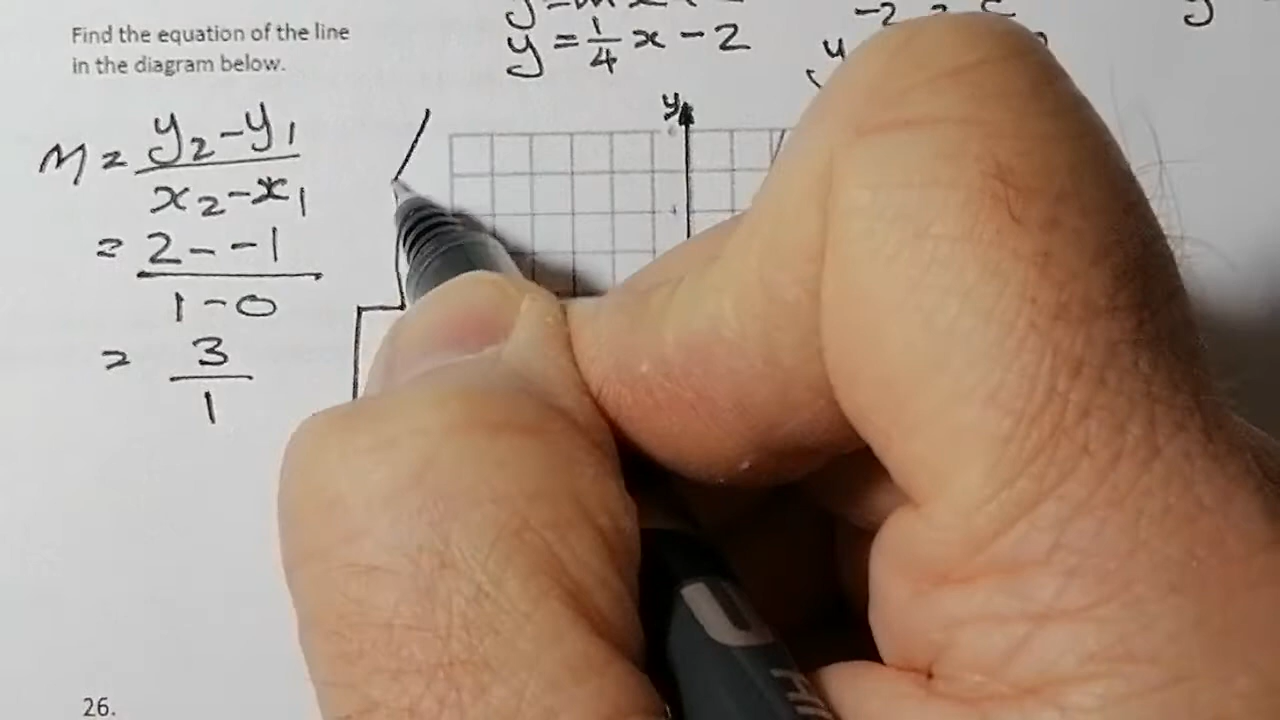 y = 1/4 x - 2
Find the equation of the line
in the diagram below.
m = y2 - y1 / x2 - x1
= 2 - -1 / 1 - 0
= 3 / 1
y
26.